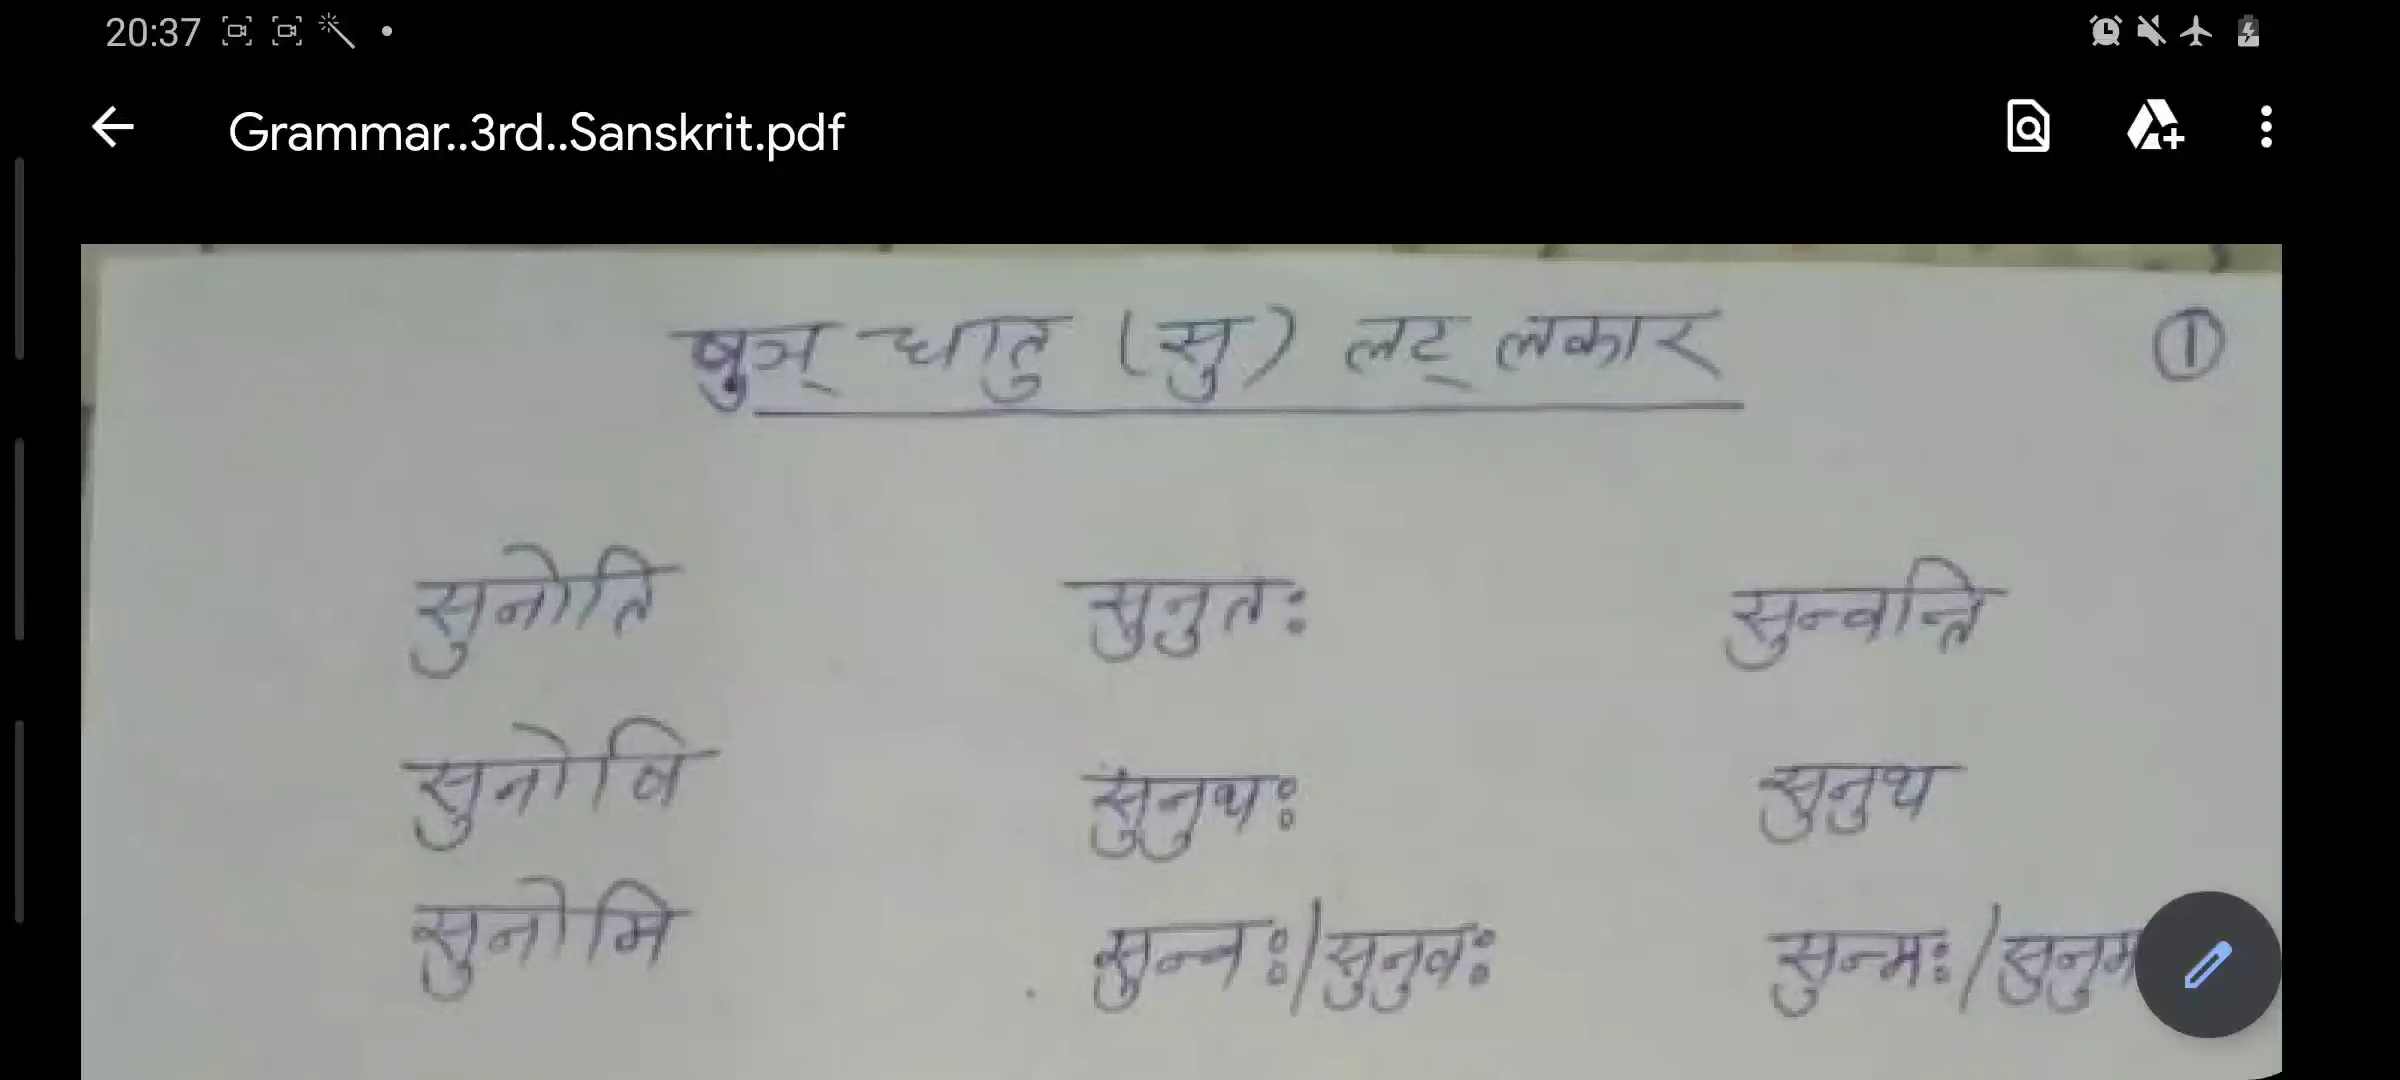 20:37
Grammar..3rd..Sanskrit.pdf
षुञ् धातु (सु) लट् लकार ①
सुनोति सुनुतः सुन्वन्ति
सुनोषि सुनुथः सुनुथ
सुनोमि सुन्वः/सुनुवः सुन्मः/सुनुम